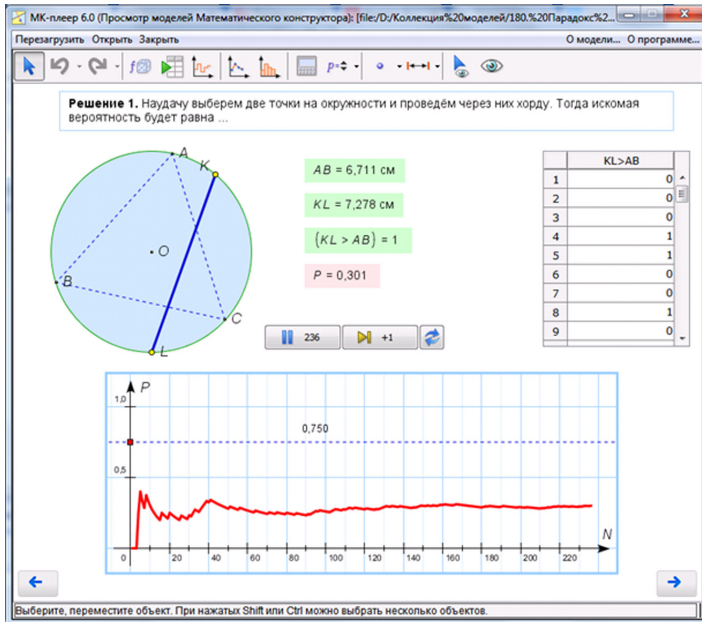 МК-плеер 6.0 (Просмотр моделей Математического конструктора): [file:/D:/Коллекция%20моделей/180.%20Парадокс%2...
Перезагрузить Открыть Закрыть О модели... О программе...
Решение 1. Наудачу выберем две точки на окружности и проведём через них хорду. Тогда искомая
вероятность будет равна ...
A
K
O
B
C
L
AB = 6,711 см
KL = 7,278 см
(KL > AB) = 1
P = 0,301
236
+1
KL>AB
1 0
2 0
3 0
4 1
5 1
6 0
7 0
8 1
9 0
P
1,0
0,750
0,5
N
0 20 40 60 80 100 120 140 160 180 200 220
Выберите, переместите объект. При нажатых Shift или Ctrl можно выбрать несколько объектов.